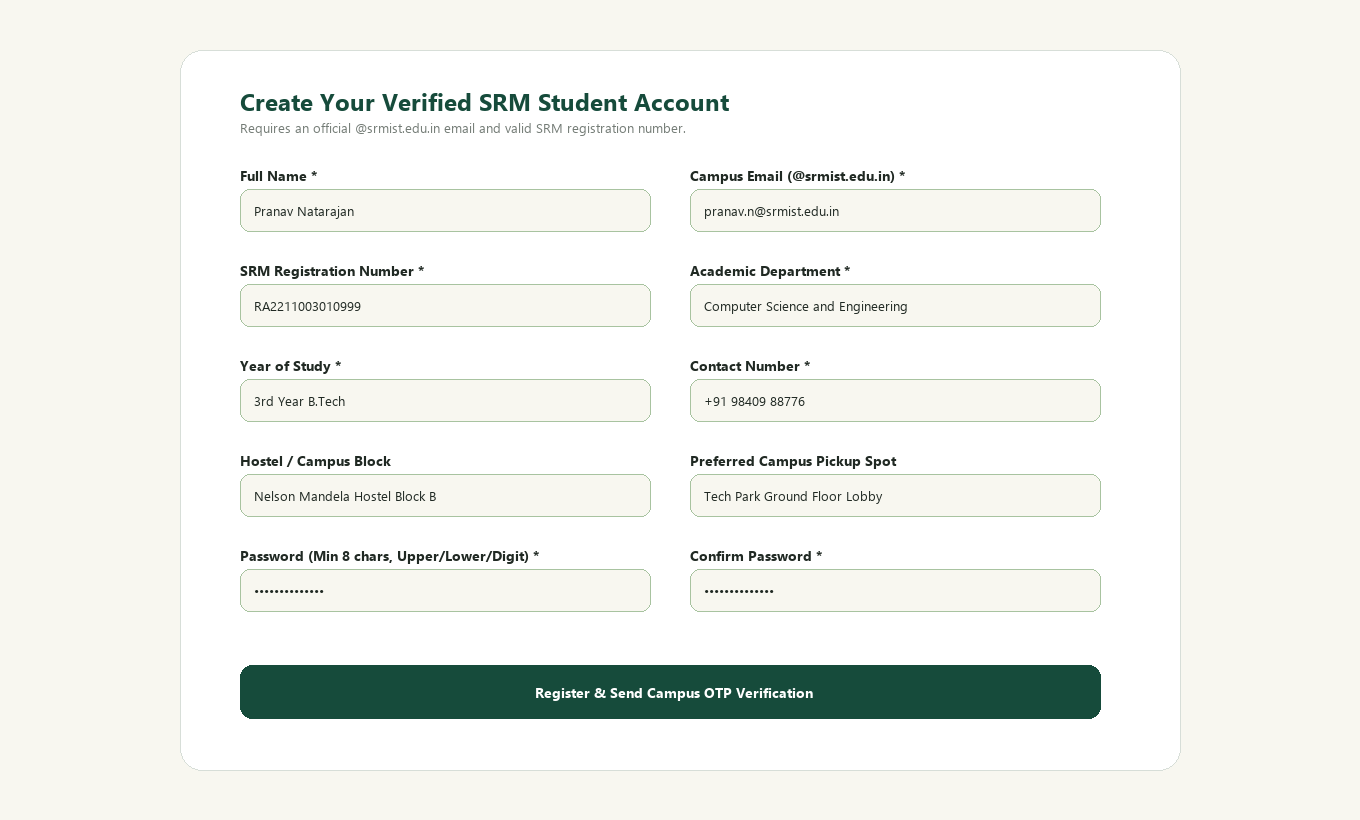 Create Your Verified SRM Student Account
Requires an official @srmist.edu.in email and valid SRM registration number.
Full Name *
Pranav Natarajan
Campus Email (@srmist.edu.in) *
pranav.n@srmist.edu.in
SRM Registration Number *
RA2211003010999
Academic Department *
Computer Science and Engineering
Year of Study *
3rd Year B.Tech
Contact Number *
+91 98409 88776
Hostel / Campus Block
Nelson Mandela Hostel Block B
Preferred Campus Pickup Spot
Tech Park Ground Floor Lobby
Password (Min 8 chars, Upper/Lower/Digit) *
••••••••••••••
Confirm Password *
••••••••••••••
Register & Send Campus OTP Verification